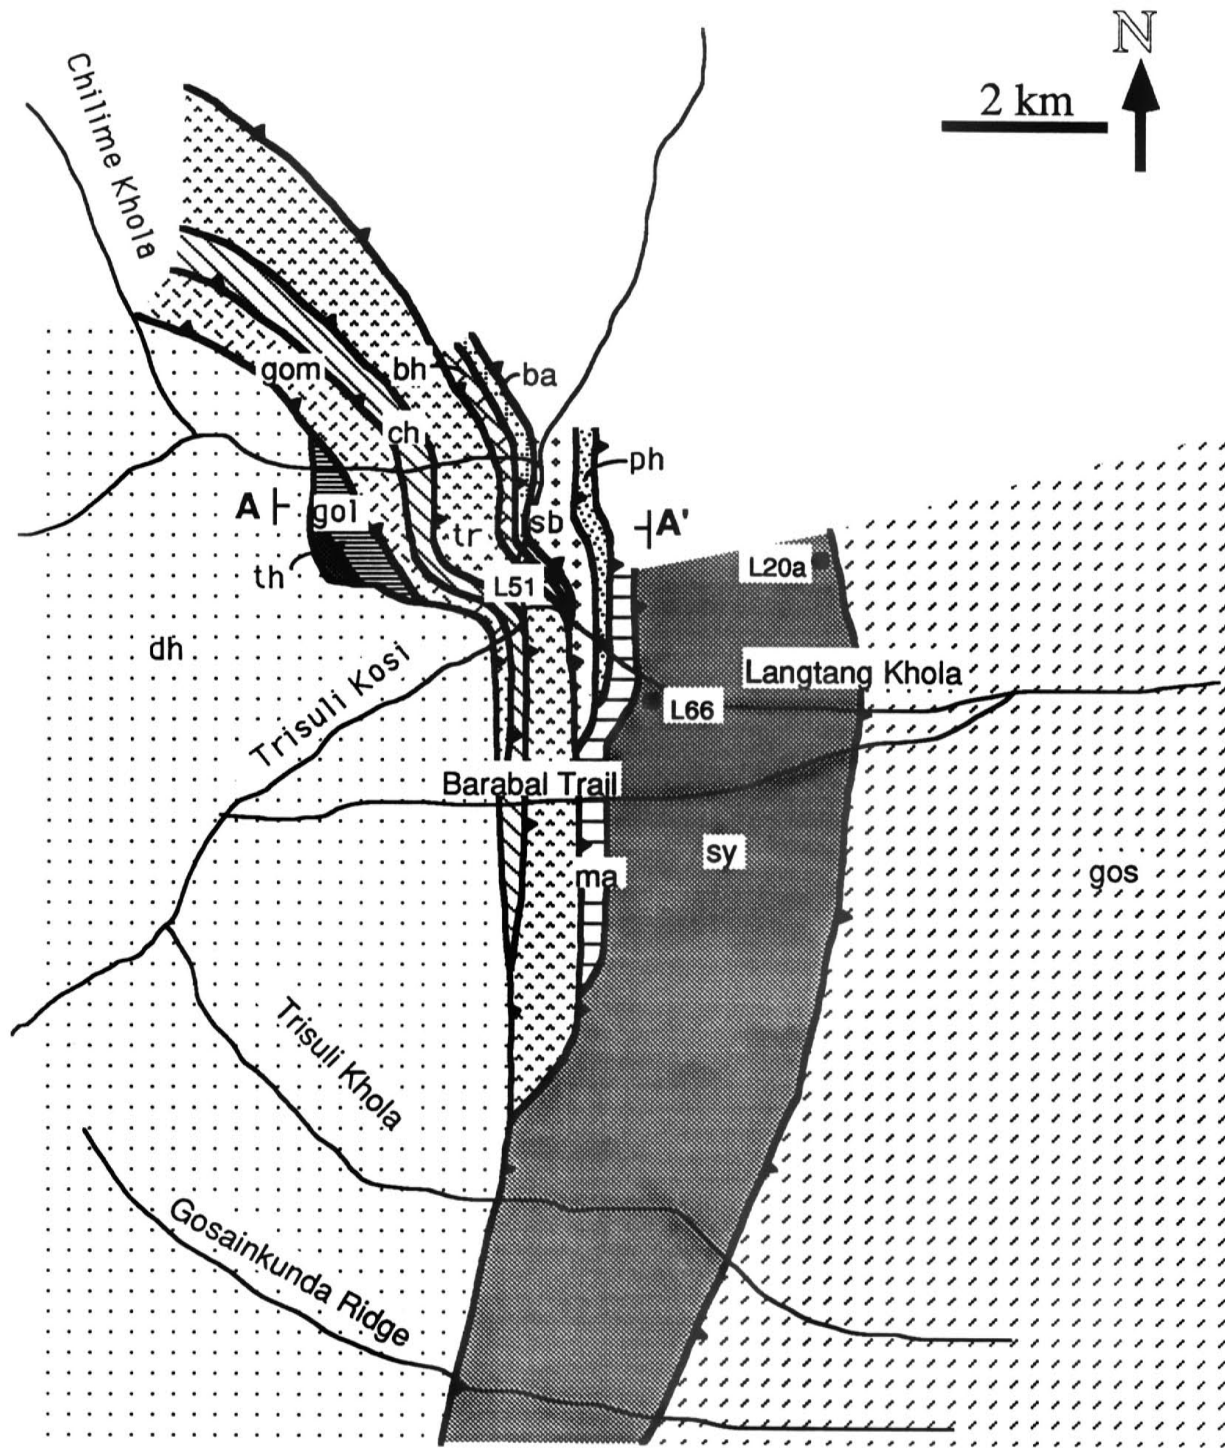 N
2 km
Chilime Khola
gom
bh
ba
ch
ph
A
gol
tr
sb
A'
th
L51
L20a
dh
Trisuli Kosi
Langtang Khola
L66
Barabal Trail
ma
sy
gos
Trisuli Khola
Gosainkunda Ridge